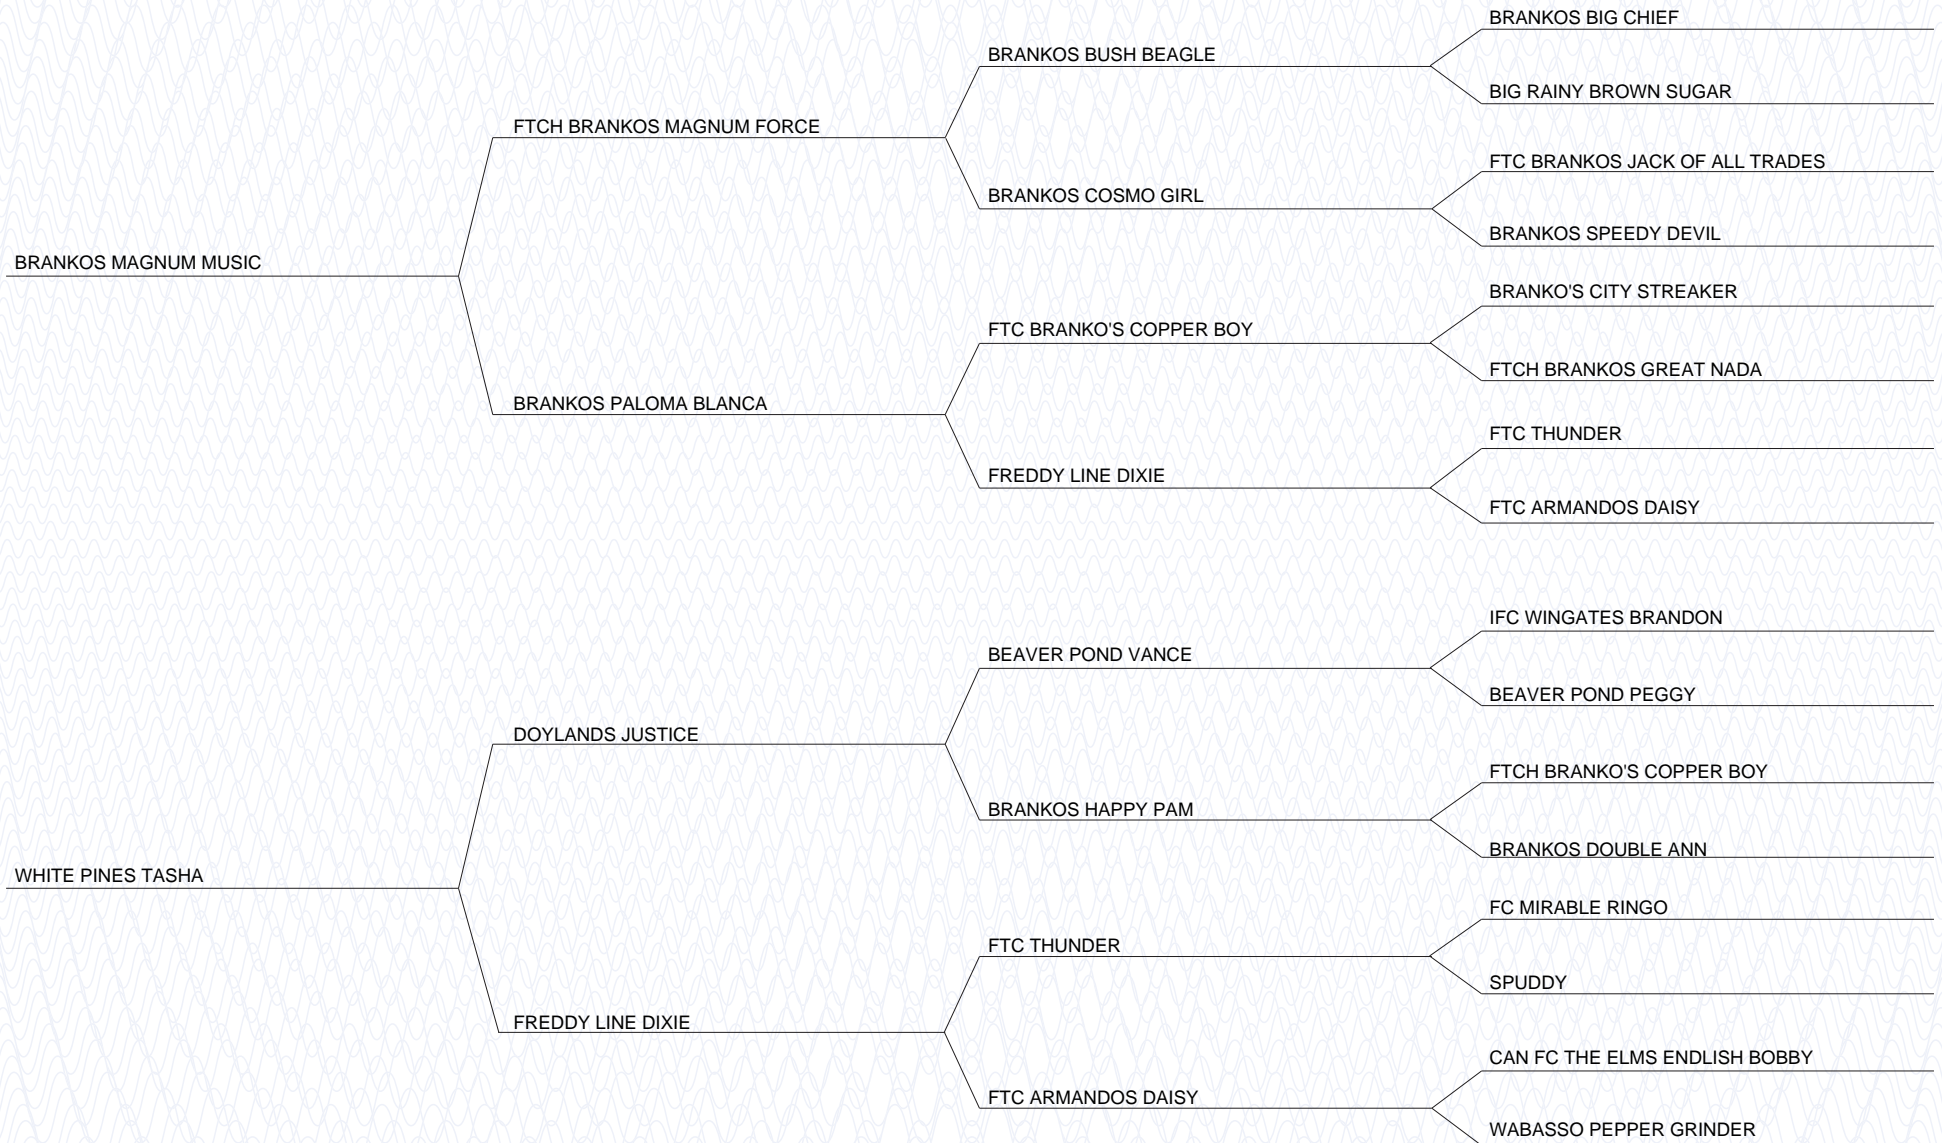 BRANKOS BIG CHIEF
BRANKOS BUSH BEAGLE
BIG RAINY BROWN SUGAR
FTCH BRANKOS MAGNUM FORCE
FTC BRANKOS JACK OF ALL TRADES
BRANKOS COSMO GIRL
BRANKOS SPEEDY DEVIL
BRANKOS MAGNUM MUSIC
BRANKO'S CITY STREAKER
FTC BRANKO'S COPPER BOY
FTCH BRANKOS GREAT NADA
BRANKOS PALOMA BLANCA
FTC THUNDER
FREDDY LINE DIXIE
FTC ARMANDOS DAISY
IFC WINGATES BRANDON
BEAVER POND VANCE
BEAVER POND PEGGY
DOYLANDS JUSTICE
FTCH BRANKO'S COPPER BOY
BRANKOS HAPPY PAM
BRANKOS DOUBLE ANN
WHITE PINES TASHA
FC MIRABLE RINGO
FTC THUNDER
SPUDDY
FREDDY LINE DIXIE
CAN FC THE ELMS ENDLISH BOBBY
FTC ARMANDOS DAISY
WABASSO PEPPER GRINDER